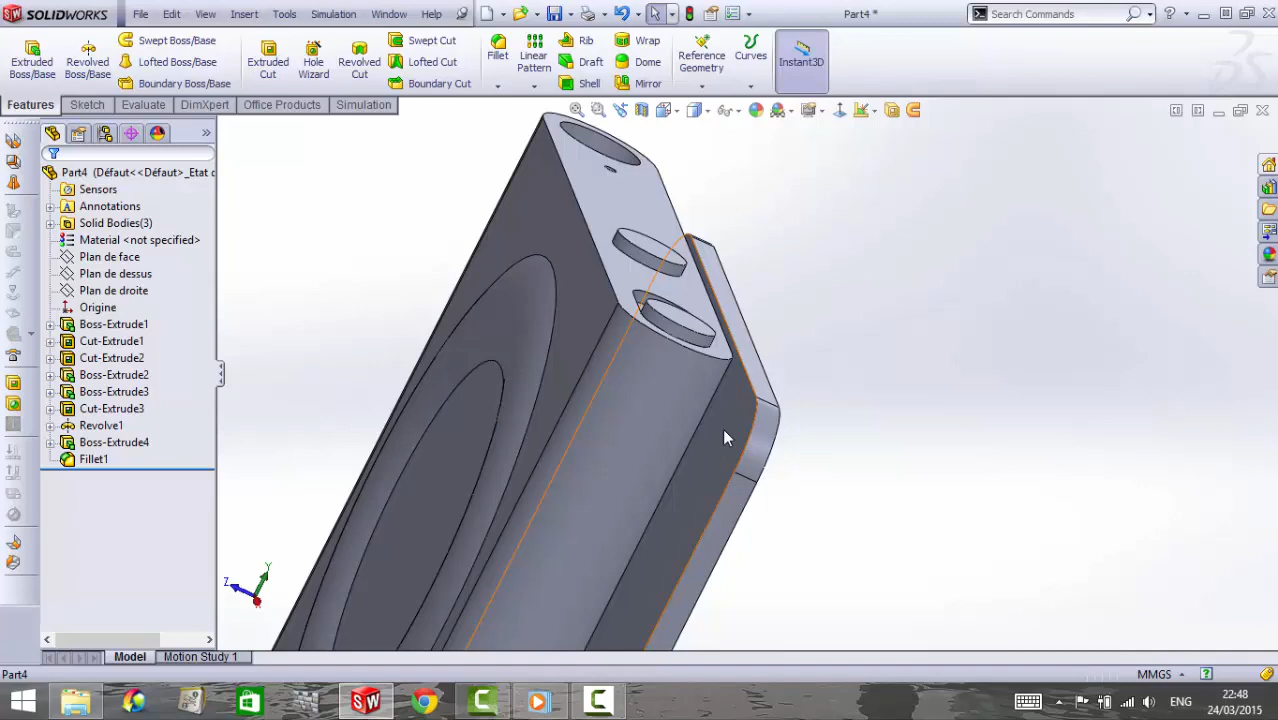 SOLIDWORKS File Edit View Insert Tools Simulation Window Help Part4 * Search Commands
Extruded Boss/Base
Revolved Boss/Base
Swept Boss/Base
Lofted Boss/Base
Boundary Boss/Base
Extruded Cut
Hole Wizard
Revolved Cut
Swept Cut
Lofted Cut
Boundary Cut
Fillet
Linear Pattern
Rib
Draft
Shell
Wrap
Dome
Mirror
Reference Geometry
Curves
Instant3D
Features Sketch Evaluate DimXpert Office Products Simulation
Part4 (Défaut<<Défaut>_Etat d
Sensors
Annotations
Solid Bodies(3)
Material <not specified>
Plan de face
Plan de dessus
Plan de droite
Origine
Boss-Extrude1
Cut-Extrude1
Cut-Extrude2
Boss-Extrude2
Boss-Extrude3
Cut-Extrude3
Revolve1
Boss-Extrude4
Fillet1
Y
Z
Model Motion Study 1
Part4 MMGS
ENG
22:48
24/03/2015